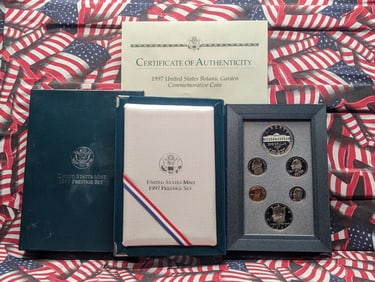 CERTIFICATE OF AUTHENTICITY
1997 United States Botanic Garden
Commemorative Coin
UNITED STATES MINT
1997 PRESTIGE SET
UNITED STATES MINT
1997 PRESTIGE SET